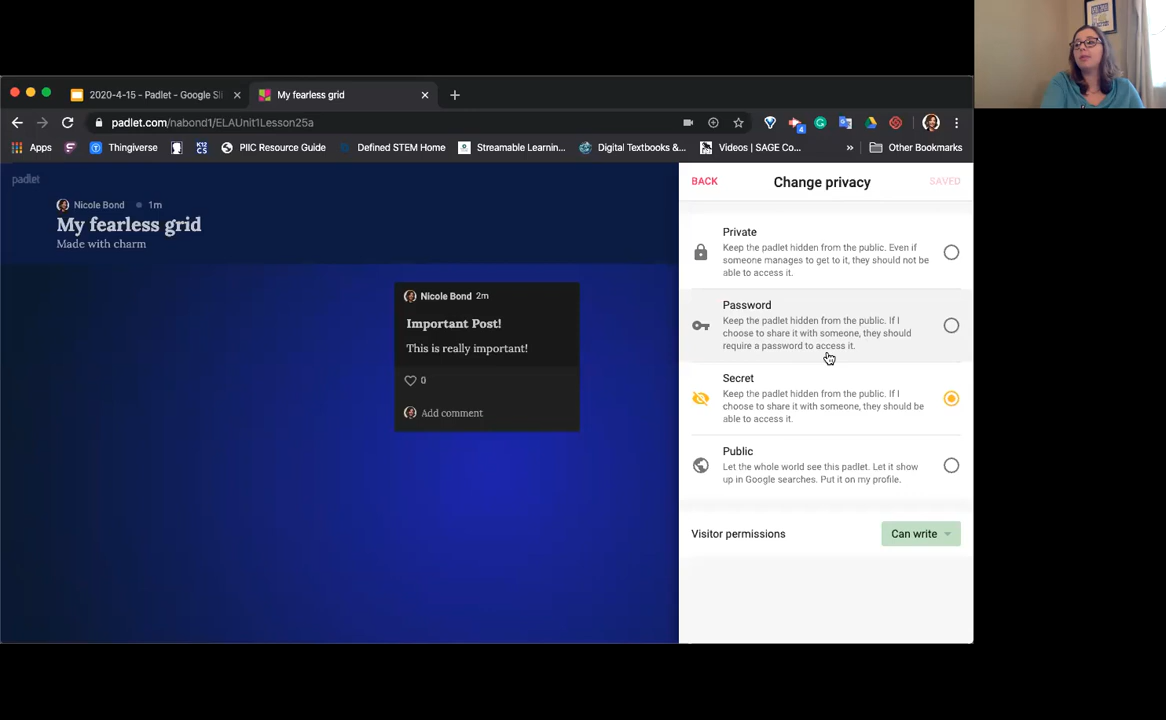 2020-4-15 - Padlet - Google Sli
My fearless grid
padlet.com/nabond1/ELAUnit1Lesson25a
4
Apps
Thingiverse
K12
CS
PIIC Resource Guide
Defined STEM Home
Streamable Learnin...
Digital Textbooks &...
Videos | SAGE Co...
»
Other Bookmarks
padlet
Nicole Bond 1m
My fearless grid
Made with charm
Nicole Bond 2m
Important Post!
This is really important!
0
Add comment
BACK
Change privacy
SAVED
Private
Keep the padlet hidden from the public. Even if
someone manages to get to it, they should not be
able to access it.
Password
Keep the padlet hidden from the public. If I
choose to share it with someone, they should
require a password to access it.
Secret
Keep the padlet hidden from the public. If I
choose to share it with someone, they should be
able to access it.
Public
Let the whole world see this padlet. Let it show
up in Google searches. Put it on my profile.
Visitor permissions
Can write